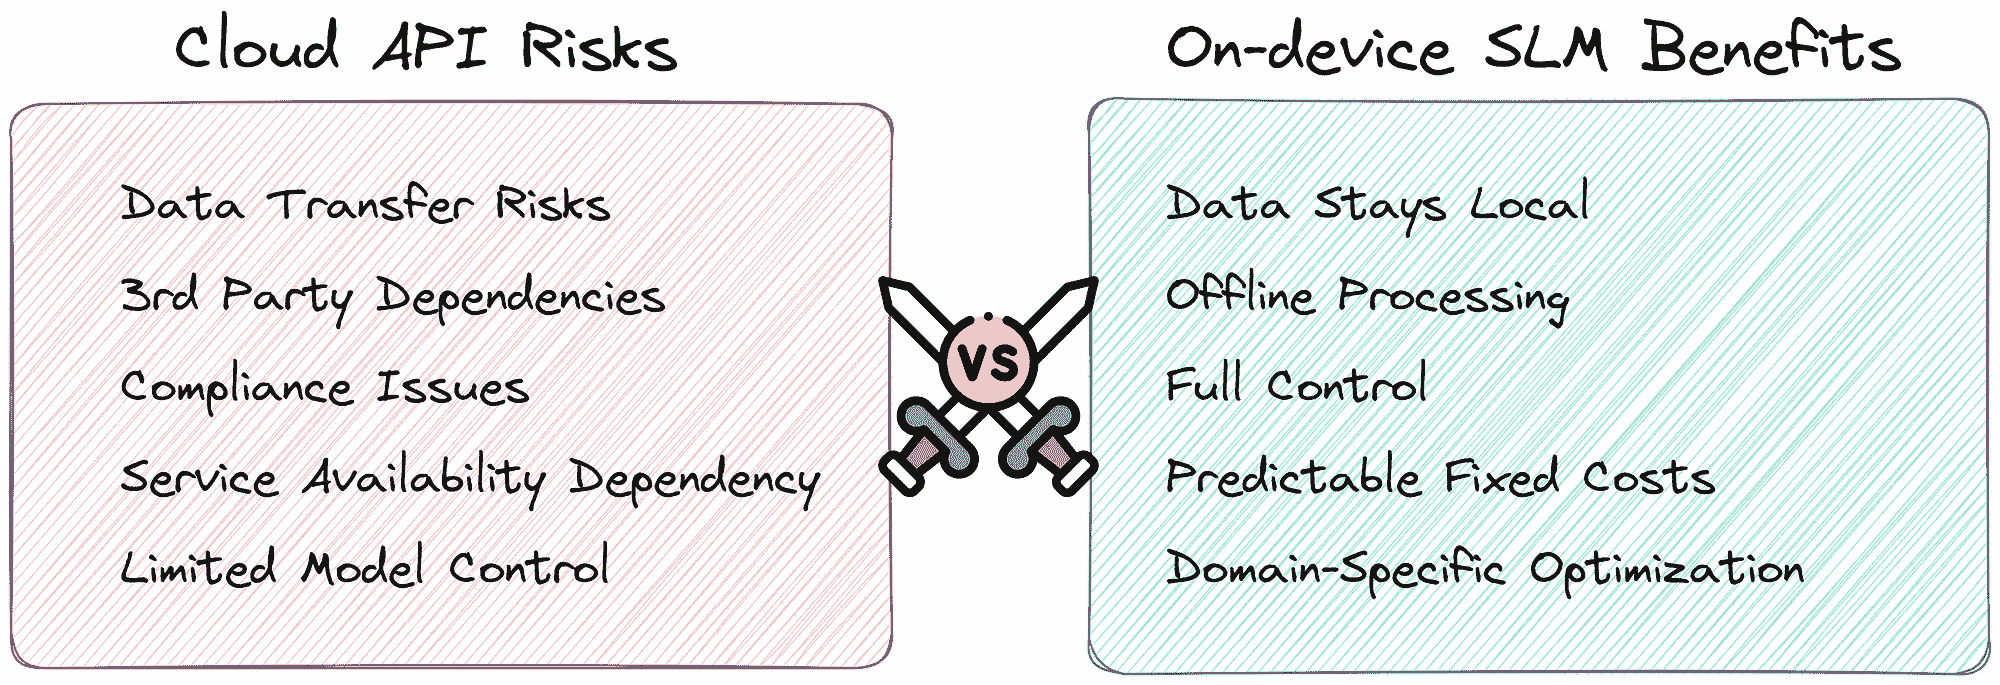 Cloud API Risks
Data Transfer Risks
3rd Party Dependencies
Compliance Issues
Service Availability Dependency
Limited Model Control
VS
On-device SLM Benefits
Data Stays Local
Offline Processing
Full Control
Predictable Fixed Costs
Domain-Specific Optimization